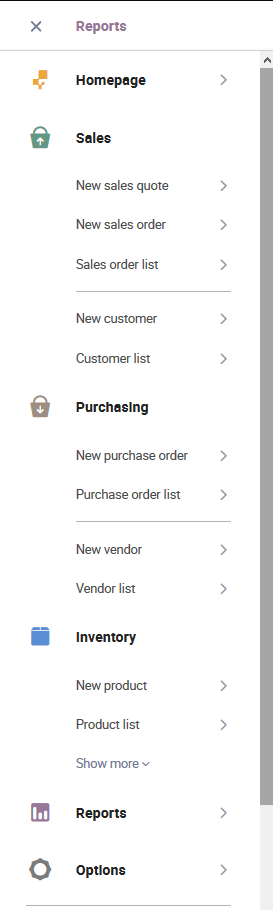 Reports
Homepage
Sales
New sales quote
New sales order
Sales order list
New customer
Customer list
Purchasing
New purchase order
Purchase order list
New vendor
Vendor list
Inventory
New product
Product list
Show more
Reports
Options